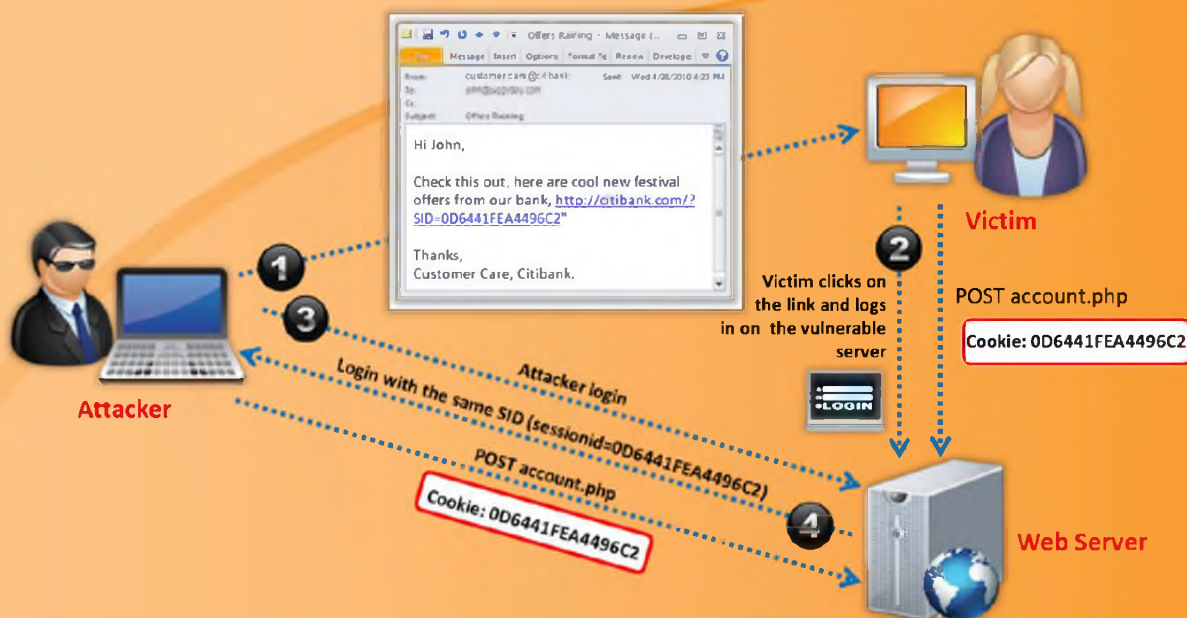 Offers Raining - Message (..
Message Insert Options Format Te Review Develope
From: customer.care@citibank Sent: Wed 4/28/2010 4:23 PM
To:
Cc:
Subject: Offers Raining
Hi John,
Check this out, here are cool new festival
offers from our bank, http://citibank.com/?
SID=0D6441FEA4496C2"
Thanks,
Customer Care, Citibank.
1
Attacker
Victim
2
Victim clicks on
the link and logs
in on the vulnerable
server
LOGIN
POST account.php
Cookie: 0D6441FEA4496C2
3
Attacker login
Login with the same SID (sessionid=0D6441FEA4496C2)
4
POST account.php
Cookie: 0D6441FEA4496C2
Web Server